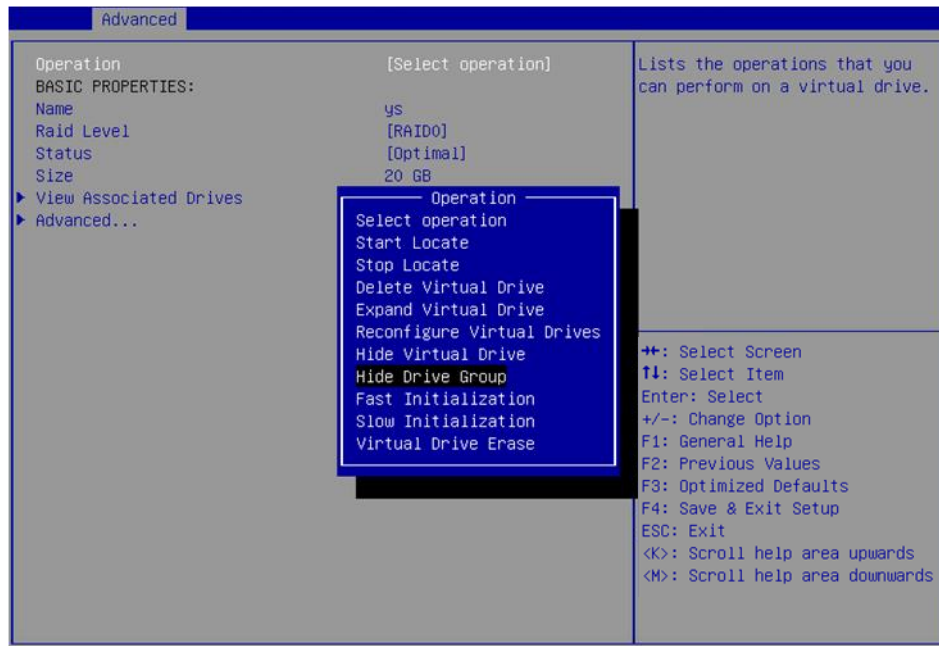 Advanced
Operation [Select operation]
BASIC PROPERTIES:
Name ys
Raid Level [RAID0]
Status [Optimal]
Size 20 GB
View Associated Drives
Advanced...
Operation
Select operation
Start Locate
Stop Locate
Delete Virtual Drive
Expand Virtual Drive
Reconfigure Virtual Drives
Hide Virtual Drive
Hide Drive Group
Fast Initialization
Slow Initialization
Virtual Drive Erase
Lists the operations that you
can perform on a virtual drive.
→←: Select Screen
↑↓: Select Item
Enter: Select
+/-: Change Option
F1: General Help
F2: Previous Values
F3: Optimized Defaults
F4: Save & Exit Setup
ESC: Exit
<K>: Scroll help area upwards
<M>: Scroll help area downwards